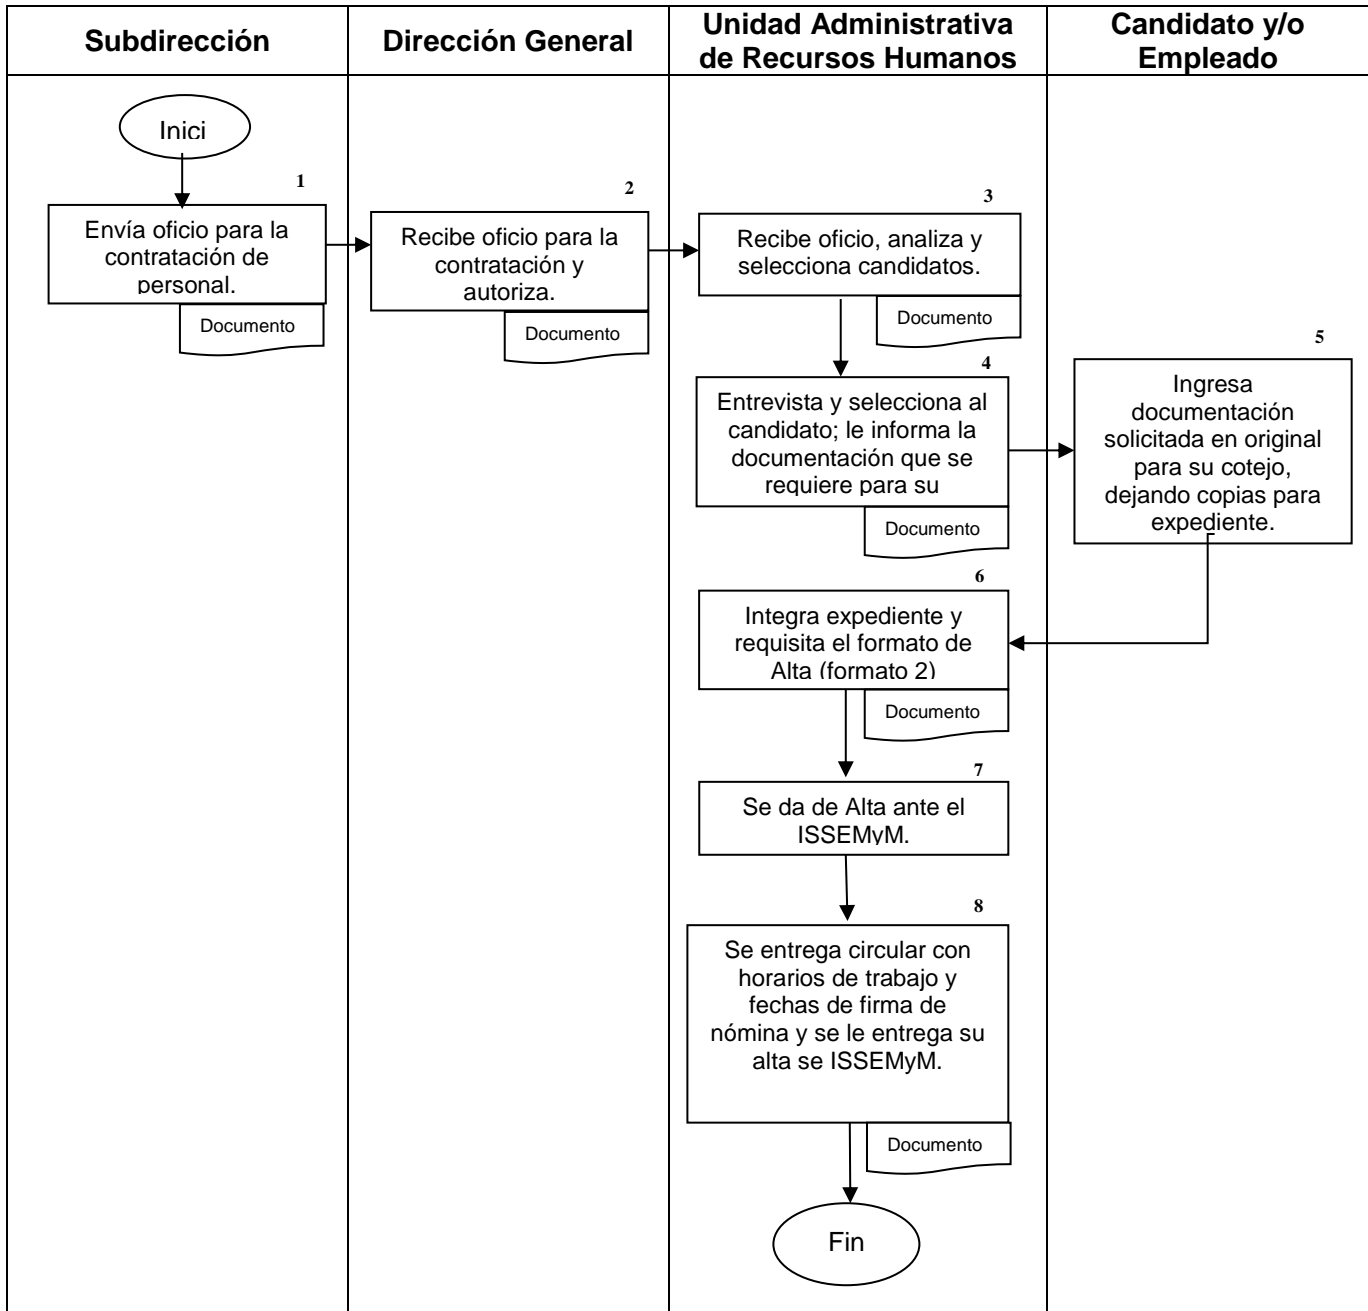 Subdirección
Dirección General
Unidad Administrativa
de Recursos Humanos
Candidato y/o
Empleado
Inici
1
Envía oficio para la
contratación de
personal.
Documento
2
Recibe oficio para la
contratación y
autoriza.
Documento
3
Recibe oficio, analiza y
selecciona candidatos.
Documento
4
Entrevista y selecciona al
candidato; le informa la
documentación que se
requiere para su
Documento
5
Ingresa
documentación
solicitada en original
para su cotejo,
dejando copias para
expediente.
6
Integra expediente y
requisita el formato de
Alta (formato 2)
Documento
7
Se da de Alta ante el
ISSEMyM.
8
Se entrega circular con
horarios de trabajo y
fechas de firma de
nómina y se le entrega su
alta se ISSEMyM.
Documento
Fin